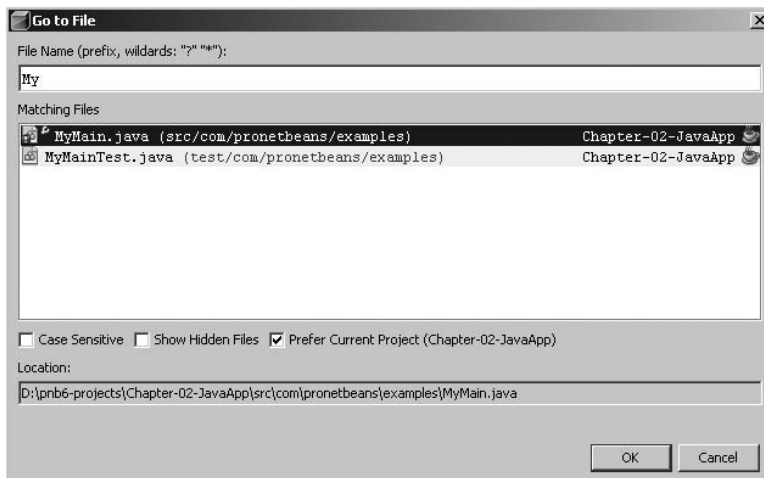 Go to File
File Name (prefix, wildards: "?" "*"):
My
Matching Files
MyMain.java (src/com/pronetbeans/examples) Chapter-02-JavaApp
MyMainTest.java (test/com/pronetbeans/examples) Chapter-02-JavaApp
Case Sensitive Show Hidden Files Prefer Current Project (Chapter-02-JavaApp)
Location:
D:\pnb6-projects\Chapter-02-JavaApp\src\com\pronetbeans\examples\MyMain.java
OK Cancel